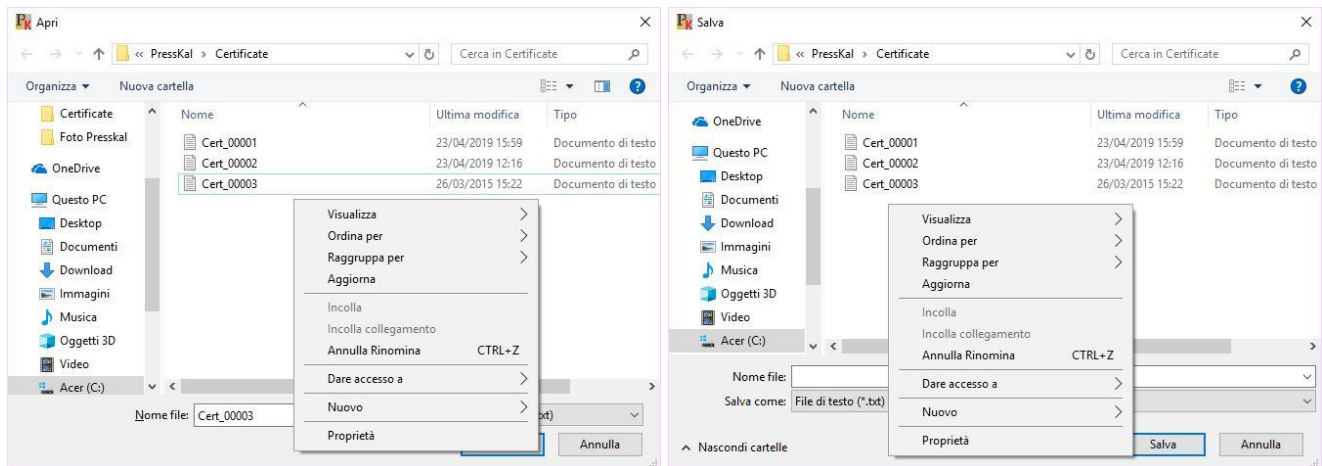 Apri
« PressKal › Certificate
Cerca in Certificate
Organizza
Nuova cartella
Certificate
Foto Presskal
OneDrive
Questo PC
Desktop
Documenti
Download
Immagini
Musica
Oggetti 3D
Video
Acer (C:)
Nome Ultima modifica Tipo
Cert_00001 23/04/2019 15:59 Documento di testo
Cert_00002 23/04/2019 12:16 Documento di testo
Cert_00003 26/03/2015 15:22 Documento di testo
Visualizza
Ordina per
Raggruppa per
Aggiorna
Incolla
Incolla collegamento
Annulla Rinomina CTRL+Z
Dare accesso a
Nuovo
Proprietà
Nome file: Cert_00003
Annulla
Salva
« PressKal › Certificate
Cerca in Certificate
Organizza
Nuova cartella
OneDrive
Questo PC
Desktop
Documenti
Download
Immagini
Musica
Oggetti 3D
Video
Acer (C:)
Nome Ultima modifica Tipo
Cert_00001 23/04/2019 15:59 Documento di testo
Cert_00002 23/04/2019 12:16 Documento di testo
Cert_00003 26/03/2015 15:22 Documento di testo
Visualizza
Ordina per
Raggruppa per
Aggiorna
Incolla
Incolla collegamento
Annulla Rinomina CTRL+Z
Dare accesso a
Nuovo
Proprietà
Nome file:
Salva come: File di testo (*.txt)
Nascondi cartelle
Salva
Annulla